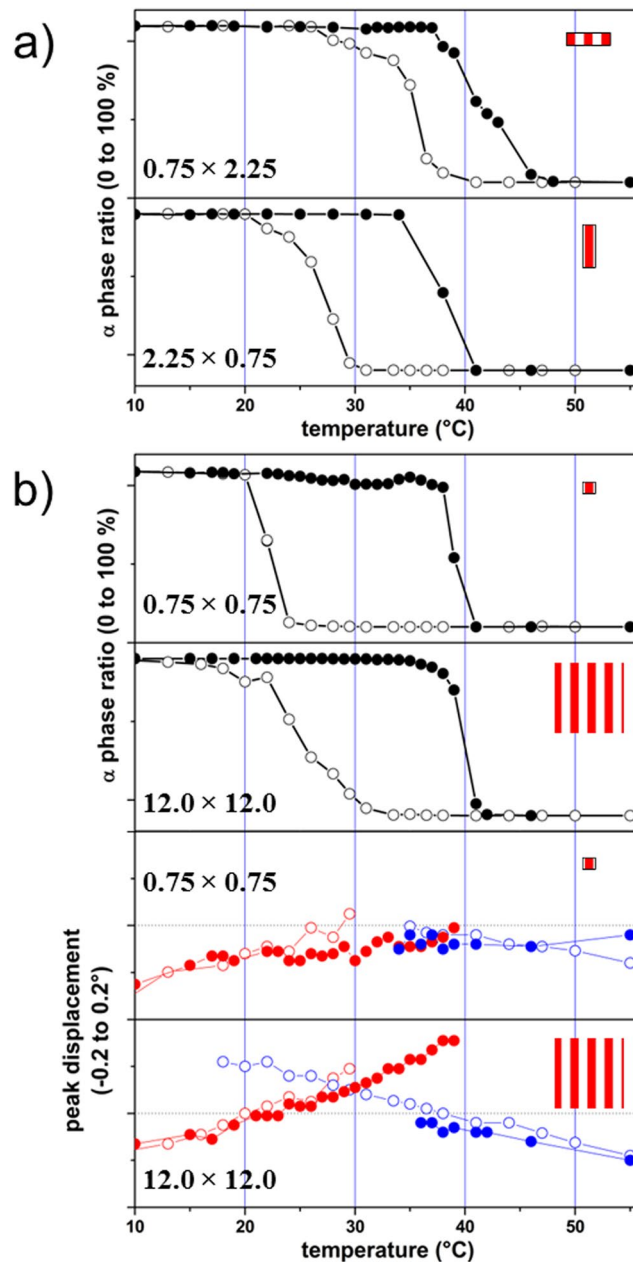 a)
α phase ratio (0 to 100 %)
0.75 × 2.25
2.25 × 0.75
10 20 30 40 50
temperature (°C)
b)
α phase ratio (0 to 100 %)
0.75 × 0.75
12.0 × 12.0
peak displacement
(-0.2 to 0.2°)
0.75 × 0.75
12.0 × 12.0
10 20 30 40 50
temperature (°C)